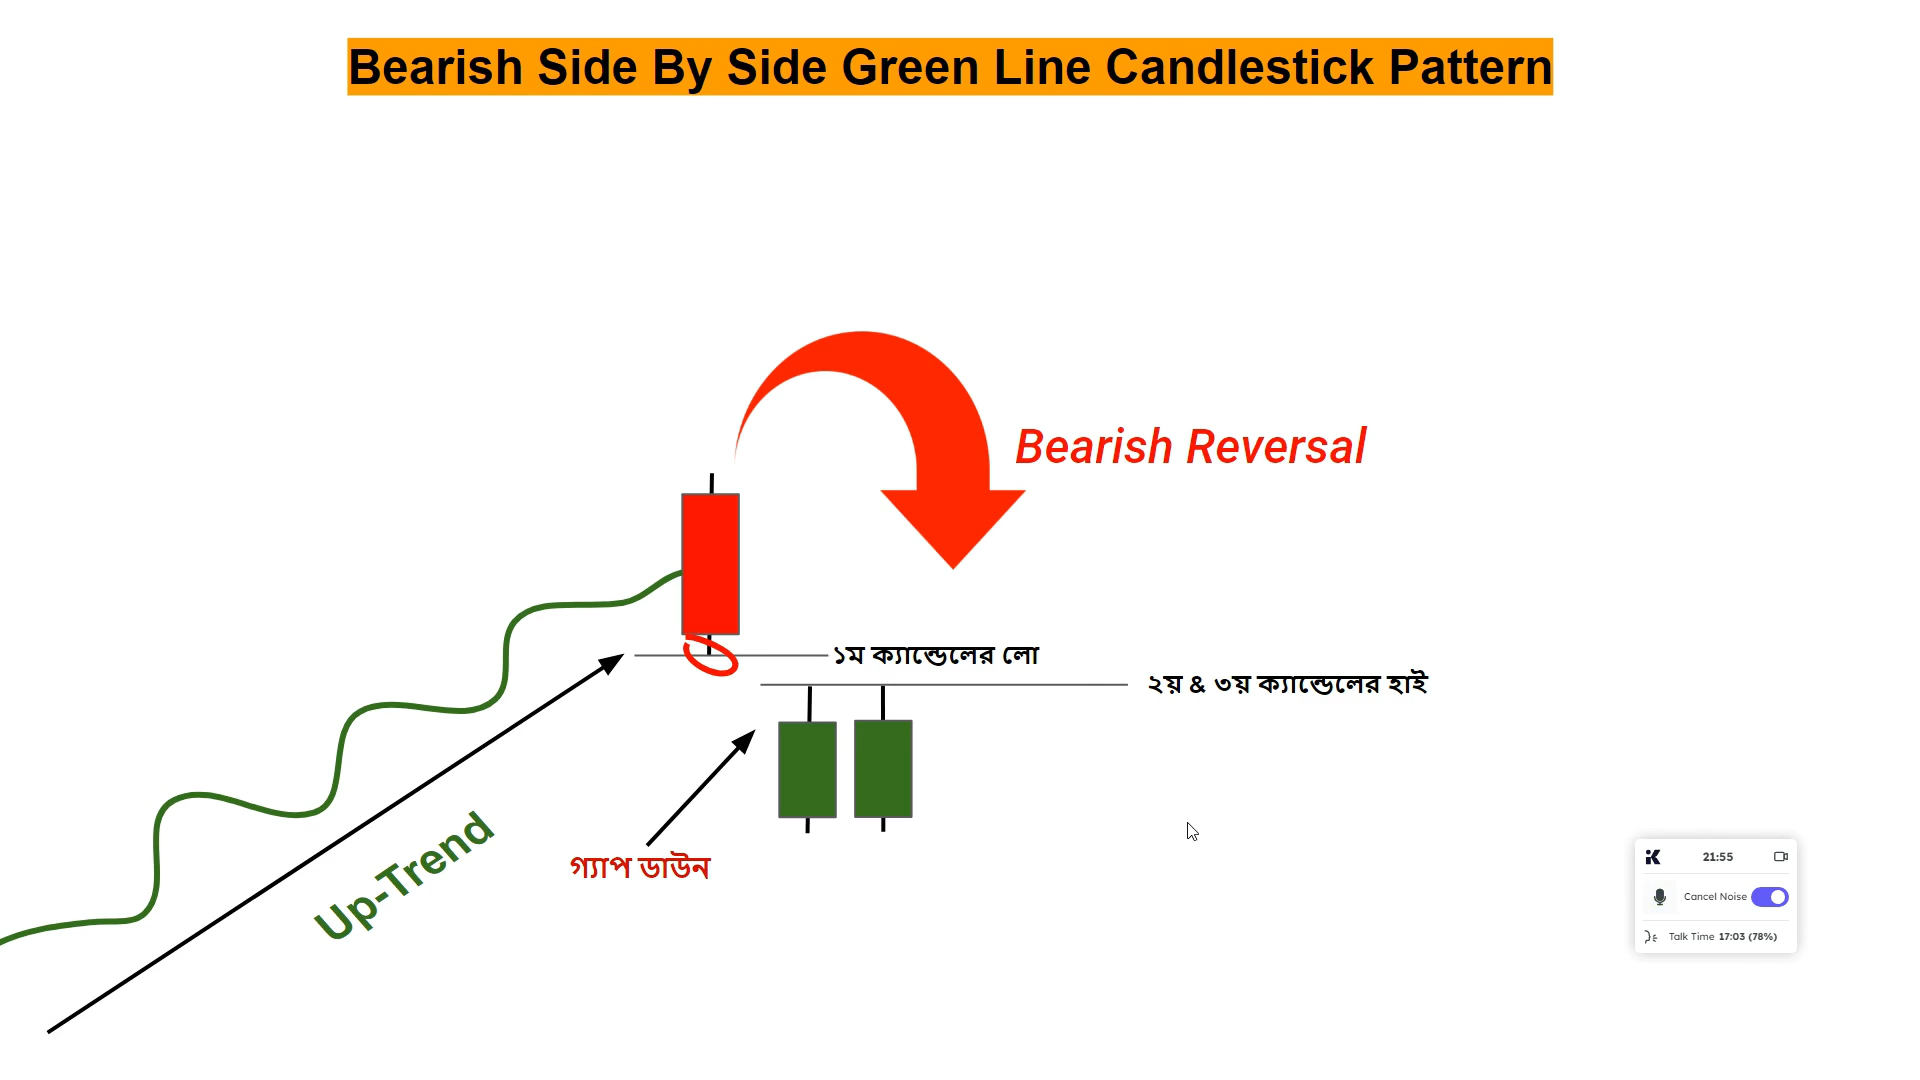 Bearish Side By Side Green Line Candlestick Pattern
Bearish Reversal
১ম ক্যান্ডেলের লো
২য় & ৩য় ক্যান্ডেলের হাই
Up-Trend
গ্যাপ ডাউন
21:55
Cancel Noise
Talk Time 17:03 (78%)